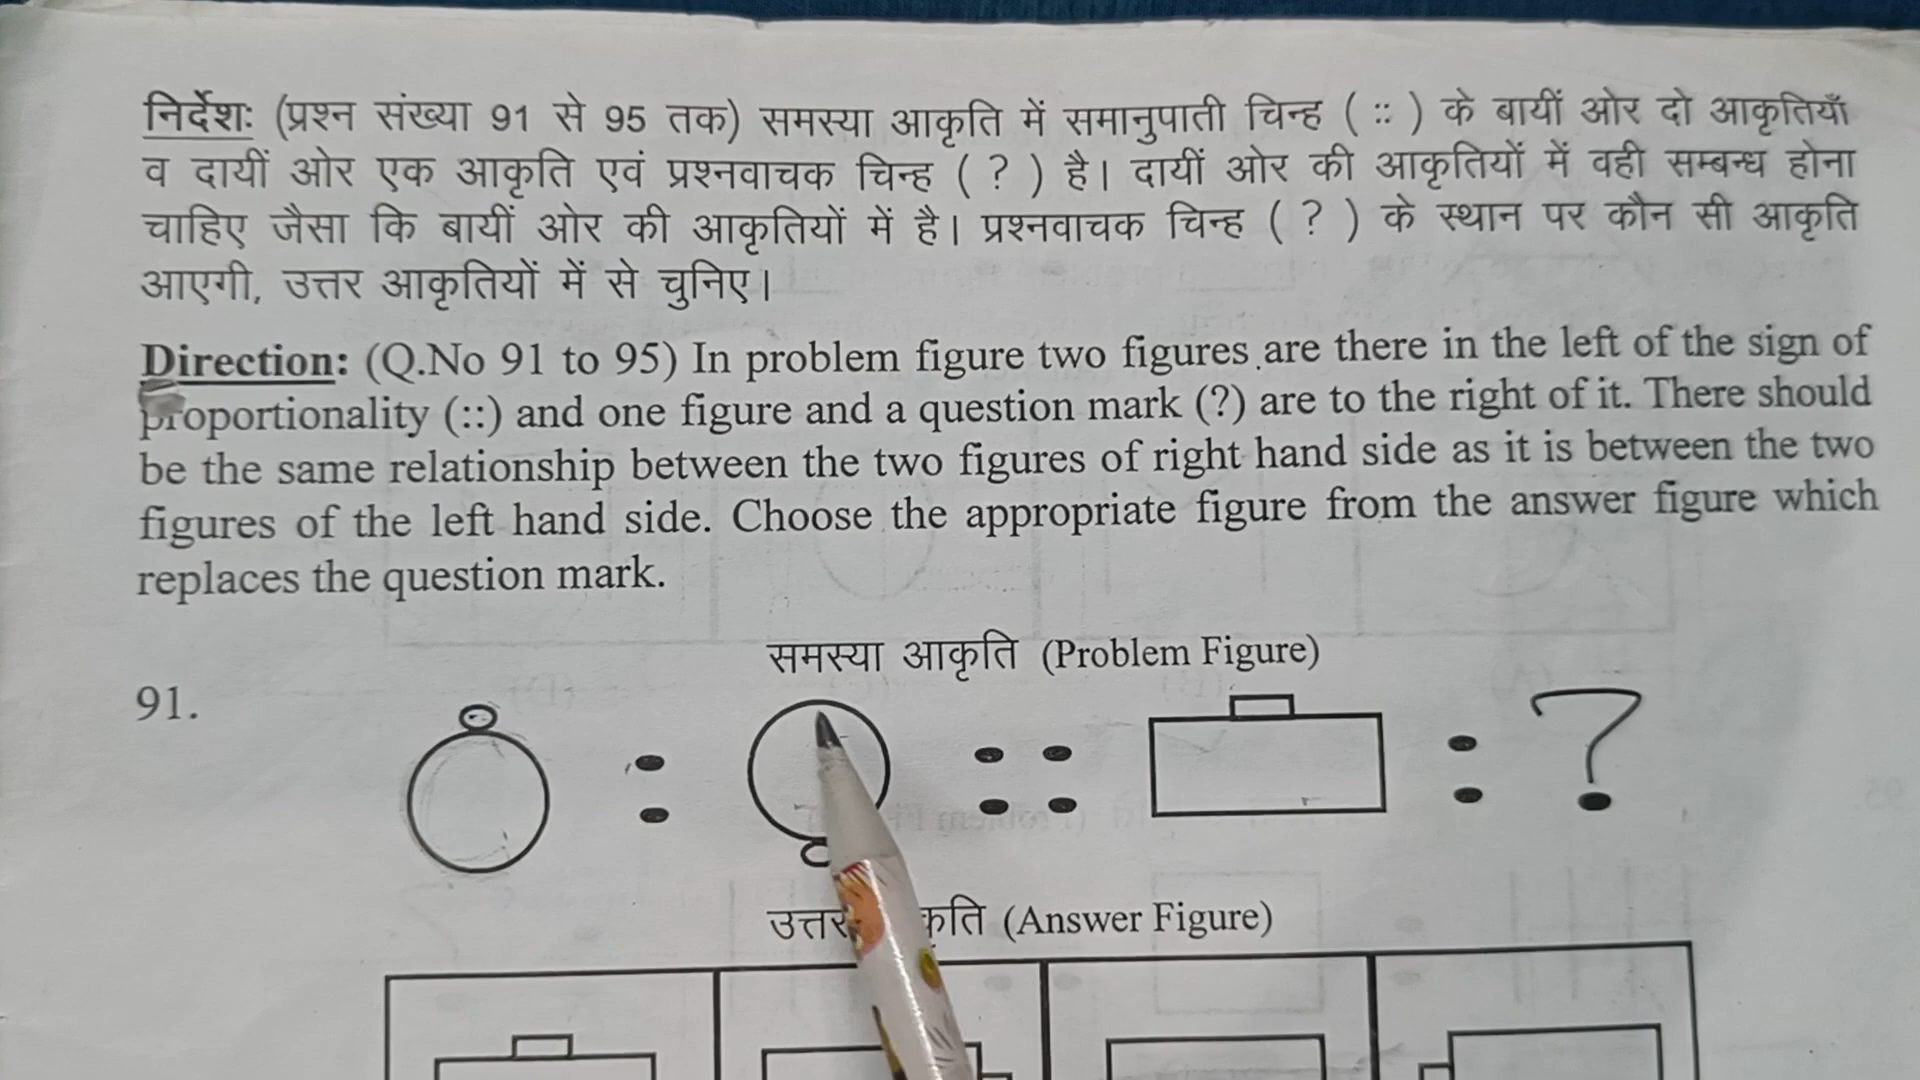 निर्देशः (प्रश्न संख्या 91 से 95 तक) समस्या आकृति में समानुपाती चिन्ह ( :: ) के बायीं ओर दो आकृतियाँ
व दायीं ओर एक आकृति एवं प्रश्नवाचक चिन्ह ( ? ) है। दायीं ओर की आकृतियों में वही सम्बन्ध होना
चाहिए जैसा कि बायीं ओर की आकृतियों में है। प्रश्नवाचक चिन्ह ( ? ) के स्थान पर कौन सी आकृति
आएगी, उत्तर आकृतियों में से चुनिए।
Direction: (Q.No 91 to 95) In problem figure two figures are there in the left of the sign of
proportionality (::) and one figure and a question mark (?) are to the right of it. There should
be the same relationship between the two figures of right hand side as it is between the two
figures of the left hand side. Choose the appropriate figure from the answer figure which
replaces the question mark.
समस्या आकृति (Problem Figure)
91.
: :: : ?
उत्तर (Answer Figure)